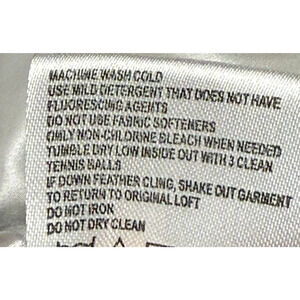 MACHINE WASH COLD
USE MILD DETERGENT THAT DOES NOT HAVE
FLUORESCING AGENTS
DO NOT USE FABRIC SOFTENERS
ONLY NON-CHLORINE BLEACH WHEN NEEDED
TUMBLE DRY LOW INSIDE OUT WITH 3 CLEAN
TENNIS BALLS
IF DOWN FEATHER CLING, SHAKE OUT GARMENT
TO RETURN TO ORIGINAL LOFT
DO NOT IRON
DO NOT DRY CLEAN